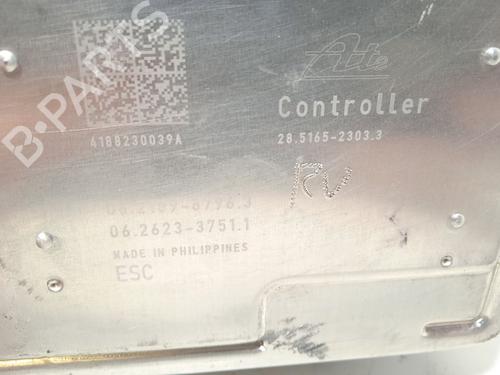 B-PARTS
Ate
4188230039A
Controller
28.5165-2303.3
06.2623-3751.1
MADE IN PHILIPPINES
ESC